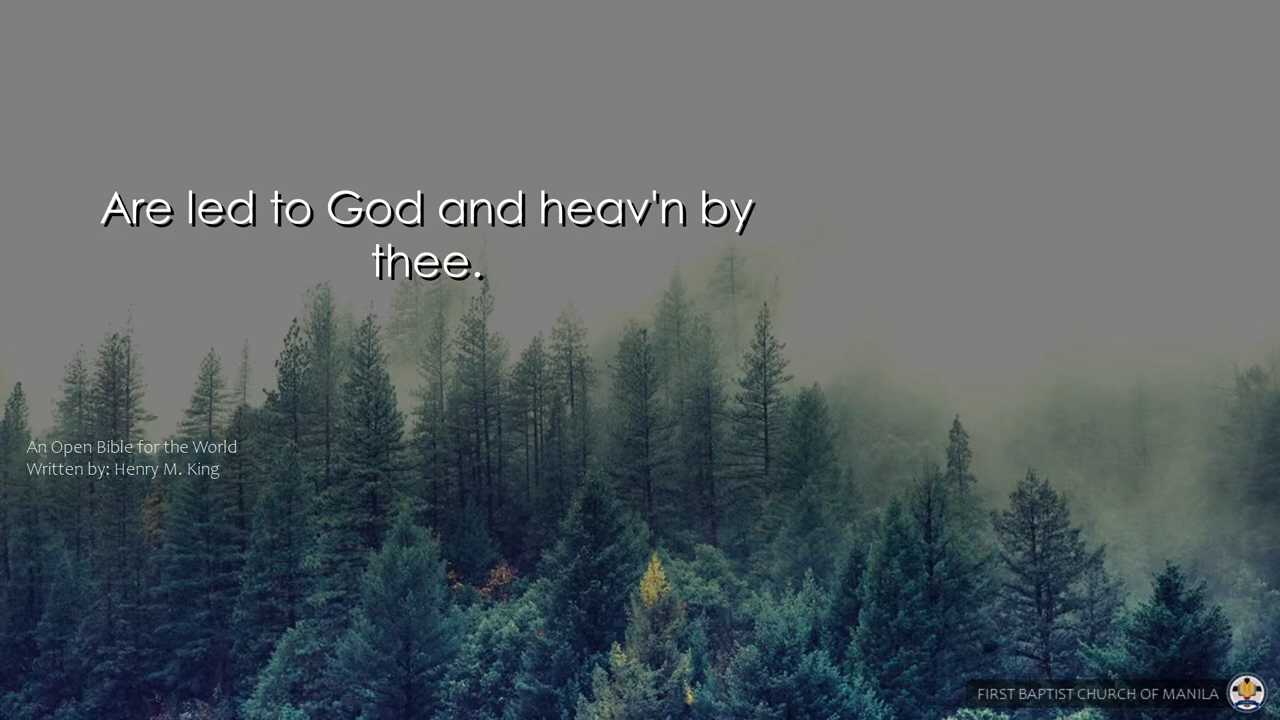 Are led to God and heav'n by
thee.
An Open Bible for the World
Written by: Henry M. King
FIRST BAPTIST CHURCH OF MANILA